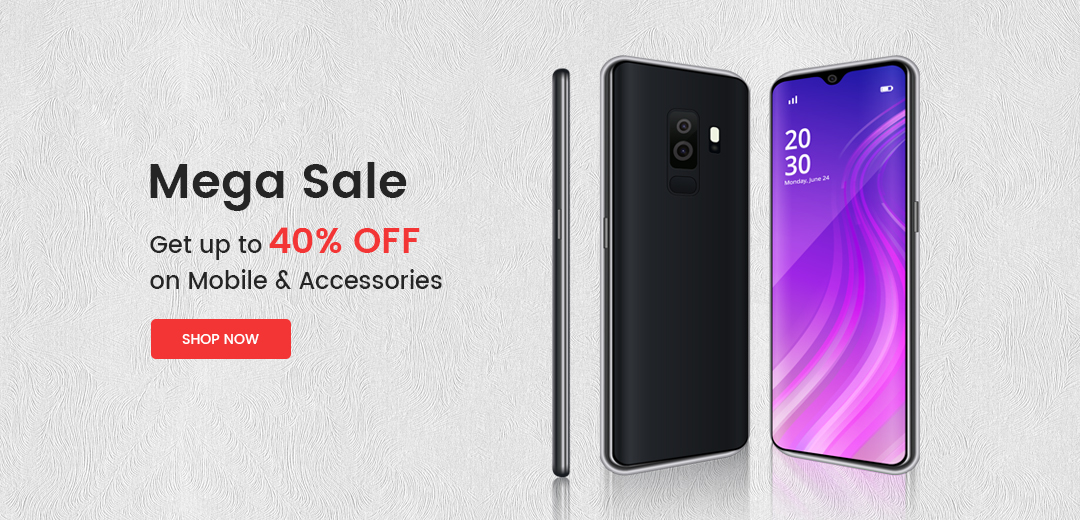 Mega Sale
Get up to 40% OFF
on Mobile & Accessories
SHOP NOW
20
30
Monday, June 24